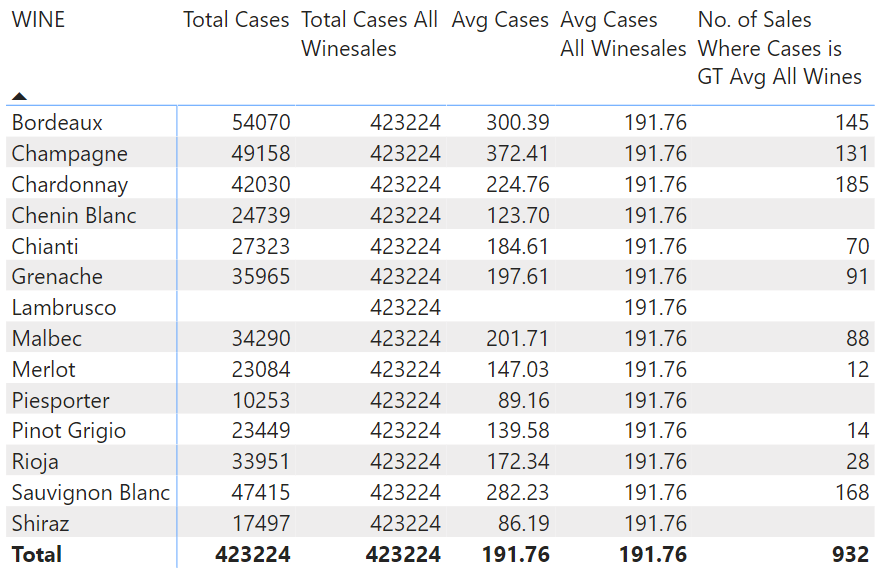 WINE Total Cases Total Cases All Avg Cases Avg Cases No. of Sales
Winesales All Winesales Where Cases is
GT Avg All Wines
Bordeaux 54070 423224 300.39 191.76 145
Champagne 49158 423224 372.41 191.76 131
Chardonnay 42030 423224 224.76 191.76 185
Chenin Blanc 24739 423224 123.70 191.76
Chianti 27323 423224 184.61 191.76 70
Grenache 35965 423224 197.61 191.76 91
Lambrusco 423224 191.76
Malbec 34290 423224 201.71 191.76 88
Merlot 23084 423224 147.03 191.76 12
Piesporter 10253 423224 89.16 191.76
Pinot Grigio 23449 423224 139.58 191.76 14
Rioja 33951 423224 172.34 191.76 28
Sauvignon Blanc 47415 423224 282.23 191.76 168
Shiraz 17497 423224 86.19 191.76
Total 423224 423224 191.76 191.76 932